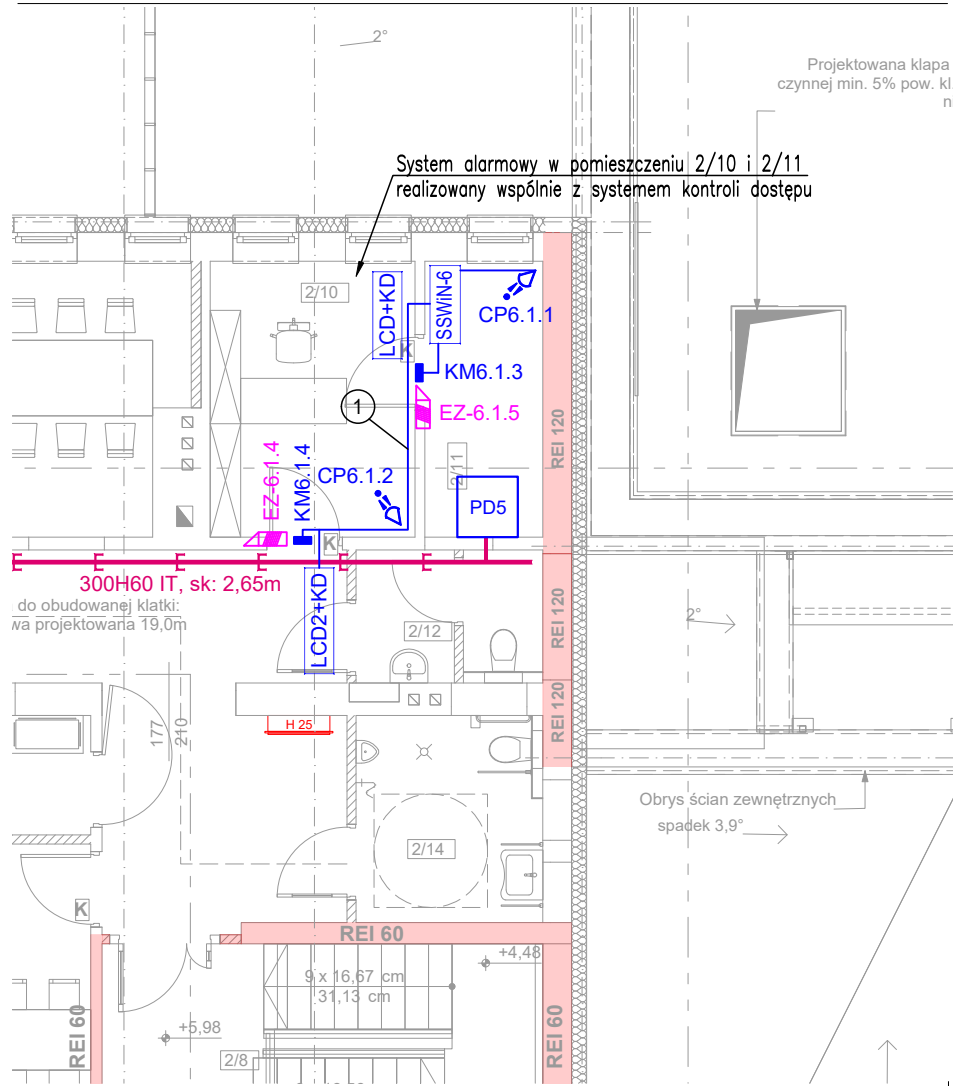 2°
Projektowana klapa
czynnej min. 5% pow. kl.
System alarmowy w pomieszczeniu 2/10 i 2/11
realizowany wspólnie z systemem kontroli dostępu
2/10
LCD+KD
SSWiN-6
CP6.1.1
K
KM6.1.3
1
EZ-6.1.5
REI 120
EZ-6.1.4
KM6.1.4
CP6.1.2
2/11
PD5
K
300H60 IT, sk: 2,65m
do obudowanej klatki:
wa projektowana 19,0m
LCD2+KD
2/12
REI 120
2°
REI 120
177
210
H 25
Obrys ścian zewnętrznych
spadek 3,9°
2/14
K
REI 60
+4,48
9 x 16,67 cm
31,13 cm
+5,98
REI 60
2/8
REI 60